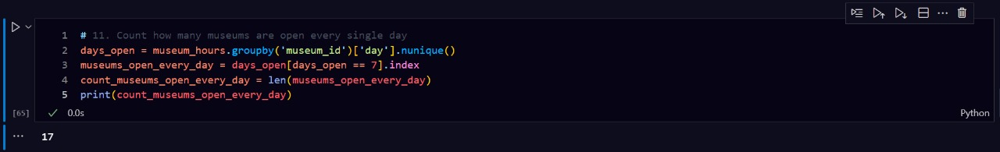 1 # 11. Count how many museums are open every single day
2 days_open = museum_hours.groupby('museum_id')['day'].nunique()
3 museums_open_every_day = days_open[days_open == 7].index
4 count_museums_open_every_day = len(museums_open_every_day)
5 print(count_museums_open_every_day)
[65] 0.0s Python
17